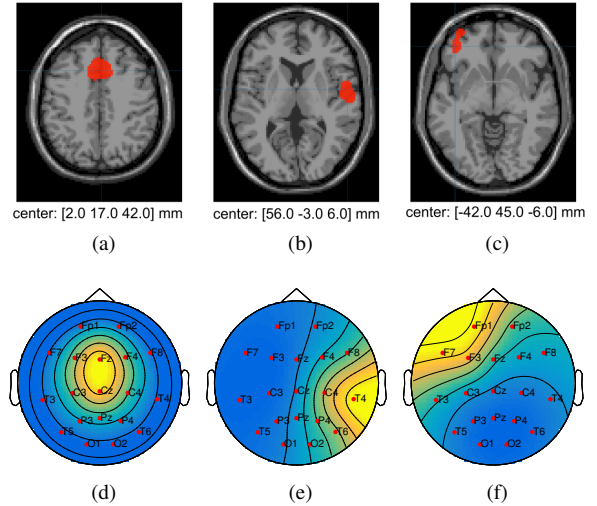 center: [2.0 17.0 42.0] mm center: [56.0 -3.0 6.0] mm center: [-42.0 45.0 -6.0] mm
(a) (b) (c)
Fp1 Fp2 Fp1 Fp2 Fp1 Fp2
F7 F3 Fz F4 F8 F7 F3 Fz F4 F8 F7 F3 Fz F4 F8
T3 C3 Cz C4 T4 T3 C3 Cz C4 T4 T3 C3 Cz C4 T4
P3 Pz P4 P3 Pz P4 P3 Pz P4
T5 T6 T5 T6 T5 T6
O1 O2 O1 O2 O1 O2
(d) (e) (f)